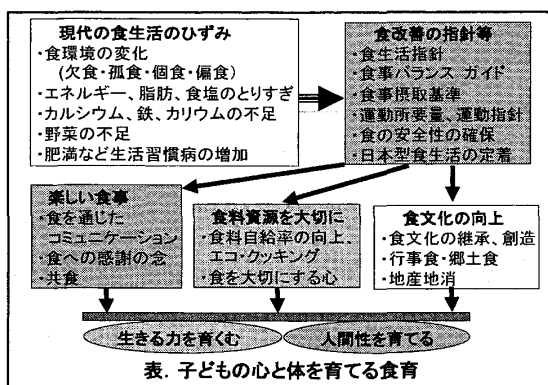 現代の食生活のひずみ
・食環境の変化
(欠食・孤食・個食・偏食)
・エネルギー、脂肪、食塩のとりすぎ
・カルシウム、鉄、カリウムの不足
・野菜の不足
・肥満など生活習慣病の増加
食改善の指針等
・食生活指針
・食事バランス ガイド
・食事摂取基準
・運動所要量、運動指針
・食の安全性の確保
・日本型食生活の定着
楽しい食事
・食を通じた
コミュニケーション
・食への感謝の念
・共食
食料資源を大切に
・食料自給率の向上、
エコ・クッキング
・食を大切にする心
食文化の向上
・食文化の継承、創造
・行事食・郷土食
・地産地消
生きる力を育くむ
人間性を育てる
表. 子どもの心と体を育てる食育